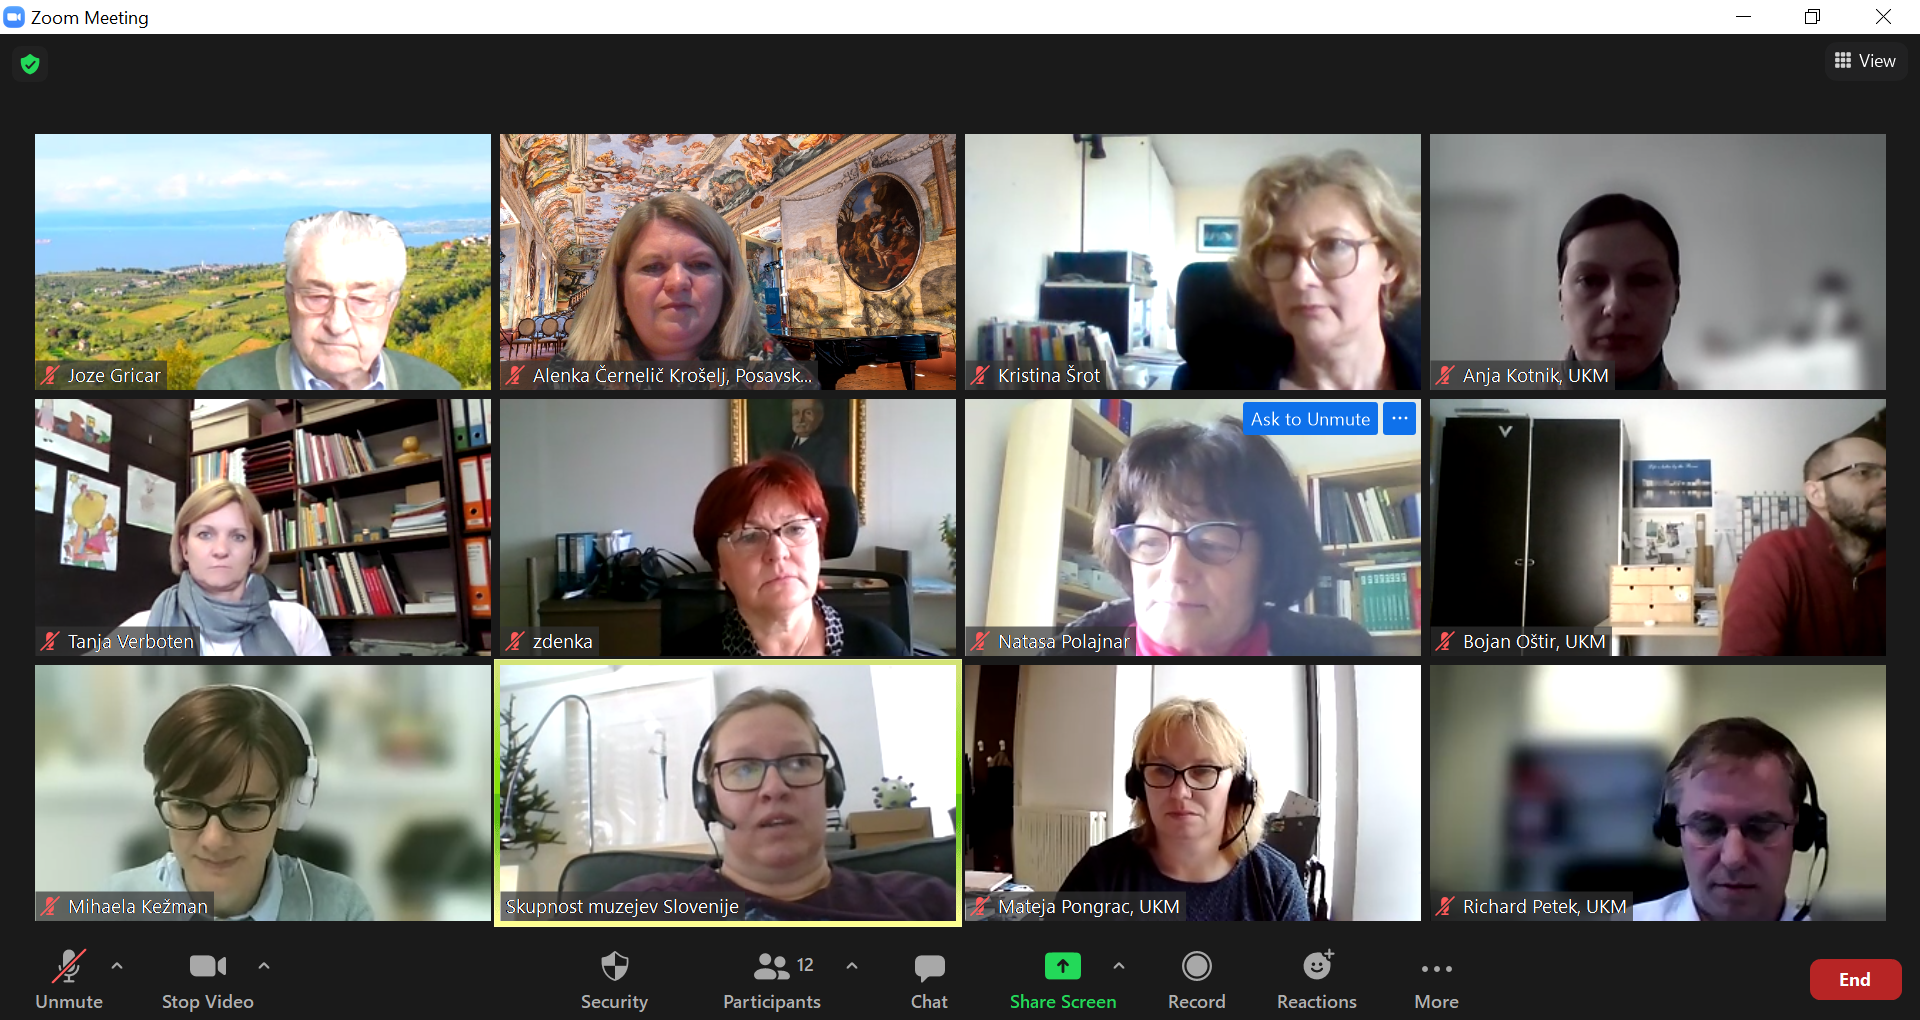 Zoom Meeting
View
Joze Gricar
Alenka Černelič Krošelj, Posavsk...
Kristina Šrot
Anja Kotnik, UKM
Ask to Unmute
Tanja Verboten
zdenka
Natasa Polajnar
Bojan Oštir, UKM
Mihaela Kežman
Skupnost muzejev Slovenije
Mateja Pongrac, UKM
Richard Petek, UKM
Unmute
Stop Video
Security
12
Participants
Chat
Share Screen
Record
Reactions
More
End